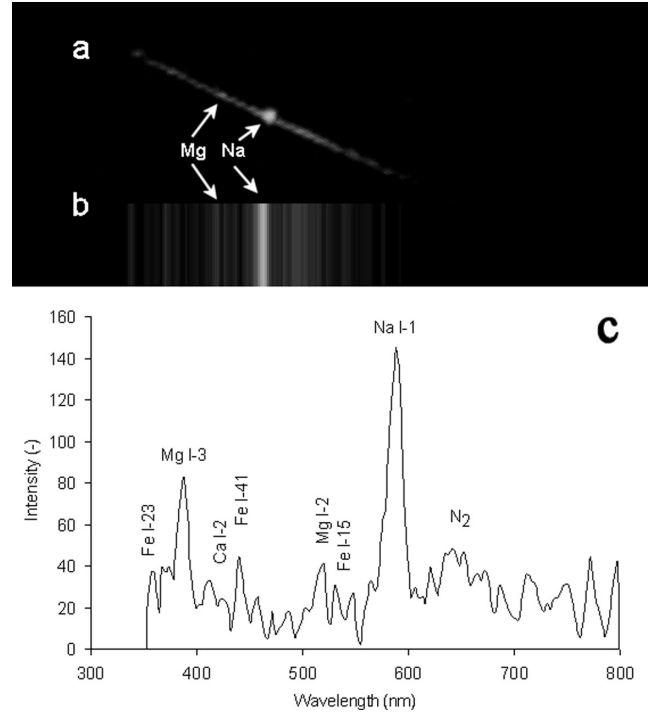 a
Mg Na
b
c
160
140
120
100
80
60
40
20
0
Intensity (-)
Fe I-23
Mg I-3
Ca I-2
Fe I-41
Mg I-2
Fe I-15
Na I-1
N2
300 400 500 600 700 800
Wavelength (nm)